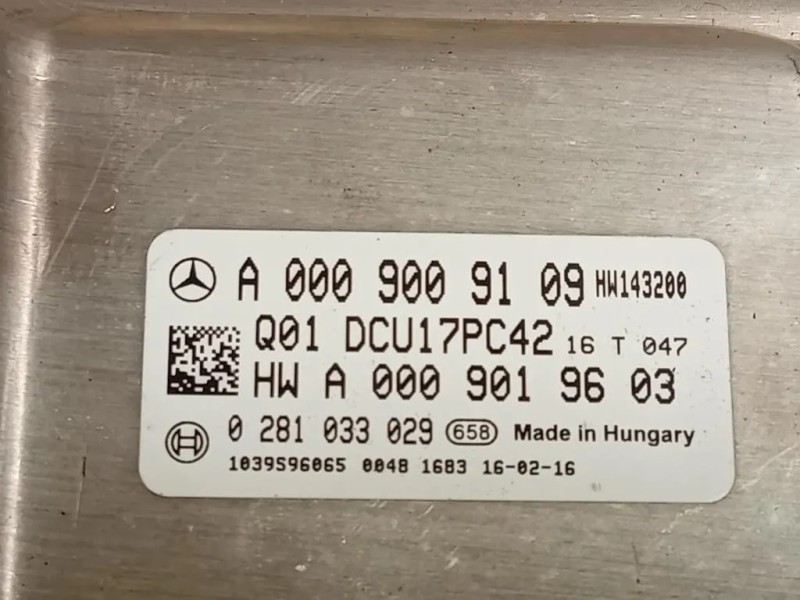 A 000 900 91 09 HW143200
Q01 DCU17PC42 16 T 047
HW A 000 901 96 03
0 281 033 029 658 Made in Hungary
1039S96065 0048 1683 16-02-16